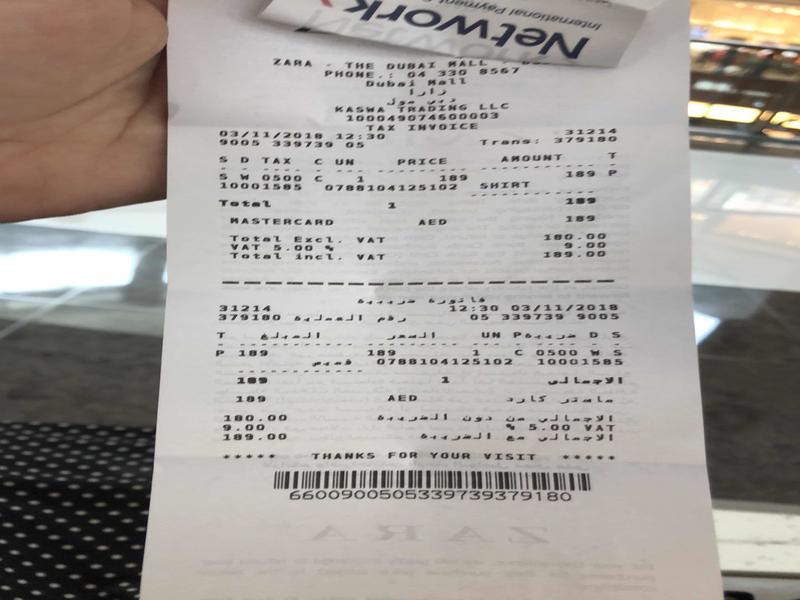 Network
International Payment
ZARA - THE DUBAI MALL
PHONE.: 04 330 8567
Dubai Mall
زارا
دبي مول
KASWA TRADING LLC
100049074600003
TAX INVOICE
03/11/2018 12:30 31214
9005 339739 05 Trans: 379180
S D TAX C UN PRICE AMOUNT T
S W 0500 C 1 189 189 P
10001585 0788104125102 SHIRT
Total 1 189
MASTERCARD AED 189
Total Excl. VAT 180.00
VAT 5.00 % 9.00
Total incl. VAT 189.00
فاتورة ضريبية
31214 12:30 03/11/2018
379180 رقم العملية 05 339739 9005
T المبلغ السعر UN P ضريبة D S
P 189 189 1 C 0500 W S
قميص 0788104125102 10001585
189 1 الاجمالي
189 AED ماستر كارد
180.00 الاجمالي من دون الضريبة
9.00 % 5.00 VAT
189.00 الاجمالي مع الضريبة
***** THANKS FOR YOUR VISIT *****
6600900505339739379180
ZARA